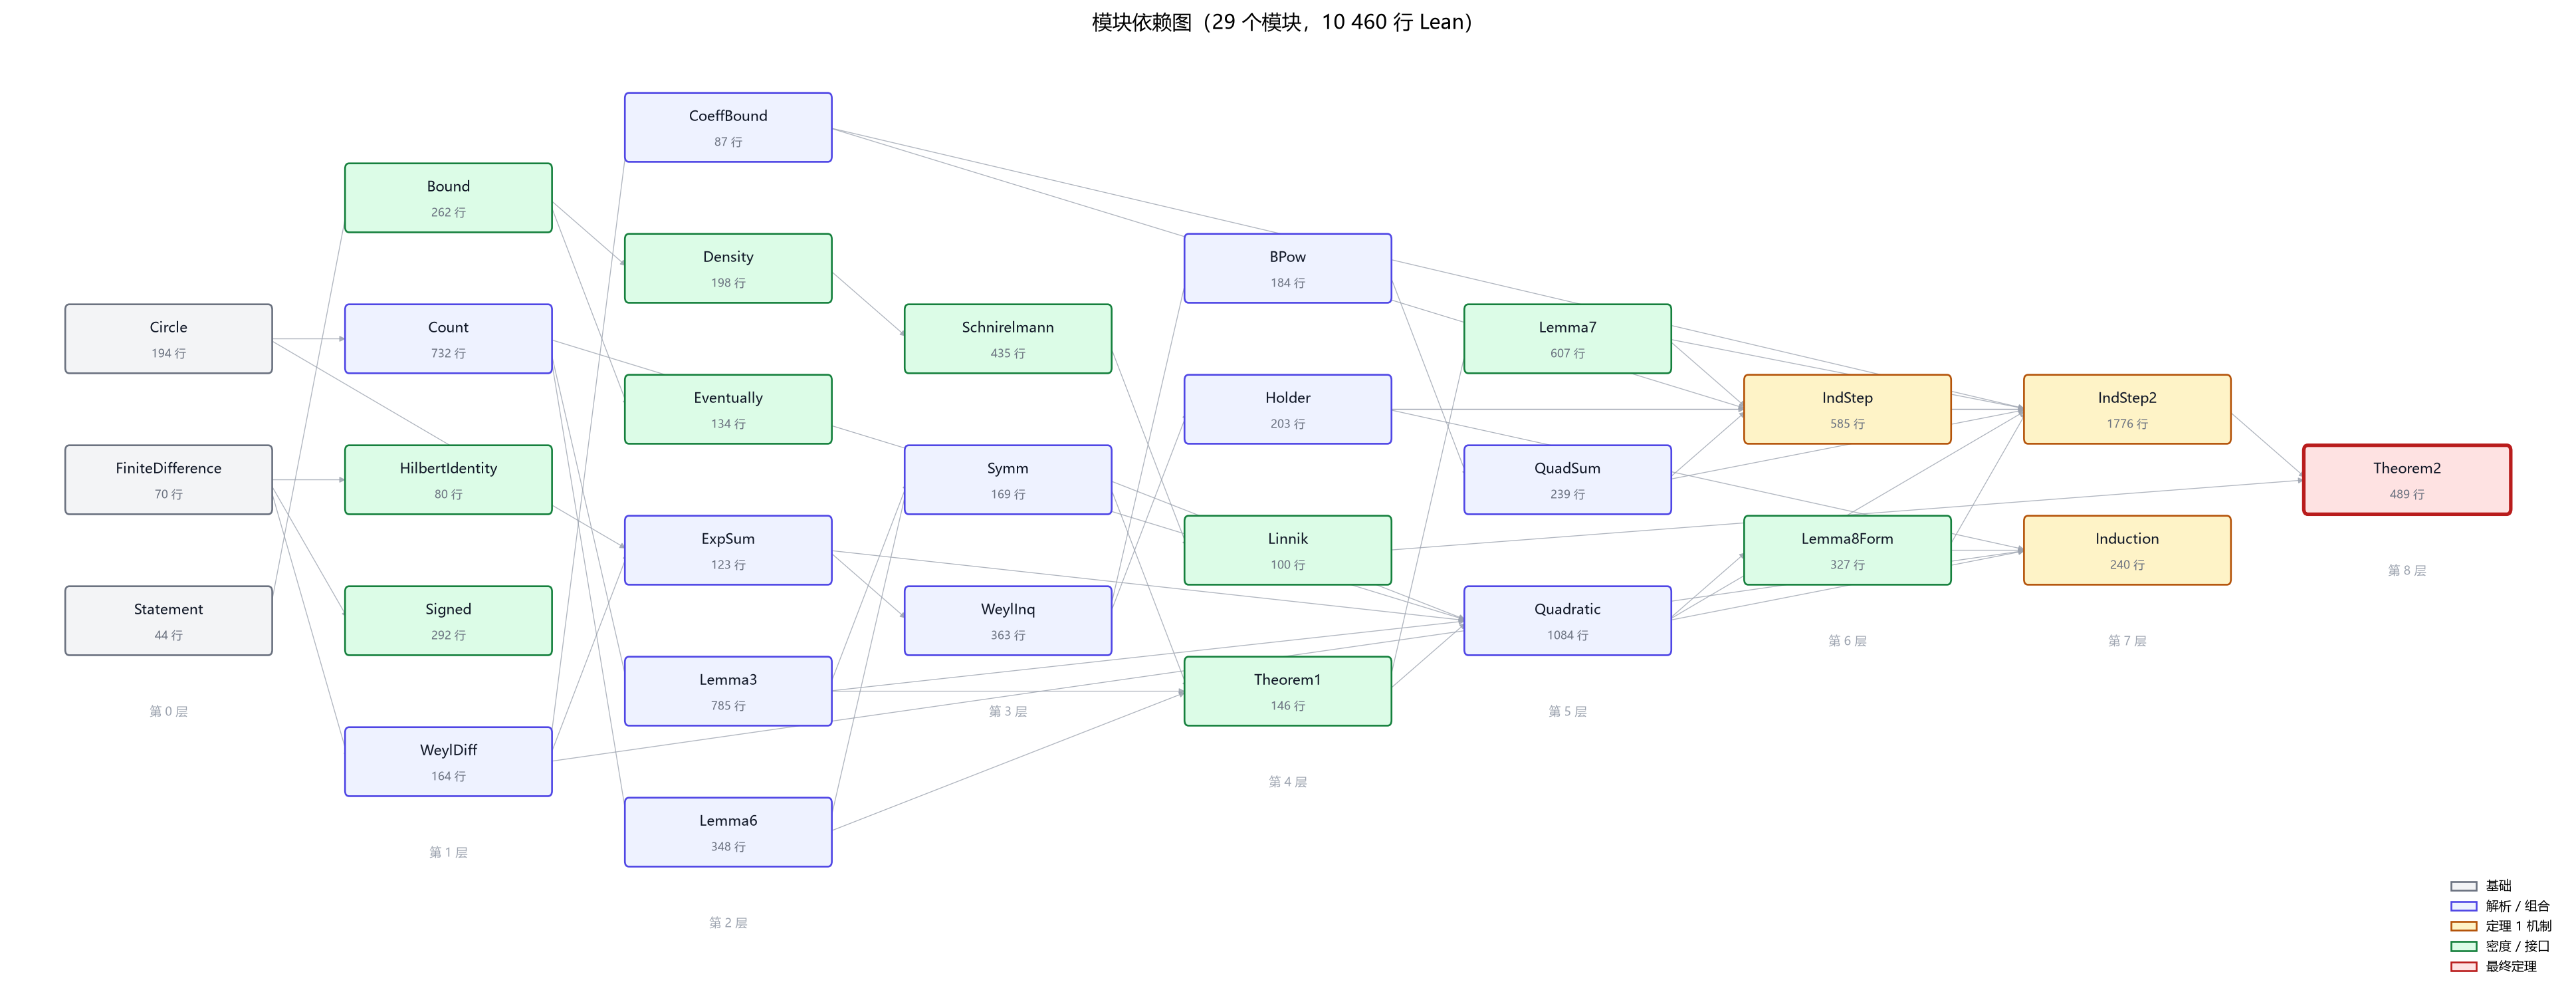 模块依赖图（29 个模块，10 460 行 Lean）
Circle
194 行
FiniteDifference
70 行
Statement
44 行
第 0 层
Bound
262 行
Count
732 行
HilbertIdentity
80 行
Signed
292 行
WeylDiff
164 行
第 1 层
CoeffBound
87 行
Density
198 行
Eventually
134 行
ExpSum
123 行
Lemma3
785 行
Lemma6
348 行
第 2 层
Schnirelmann
435 行
Symm
169 行
WeylInq
363 行
第 3 层
BPow
184 行
Holder
203 行
Linnik
100 行
Theorem1
146 行
第 4 层
Lemma7
607 行
QuadSum
239 行
Quadratic
1084 行
第 5 层
IndStep
585 行
Lemma8Form
327 行
第 6 层
IndStep2
1776 行
Induction
240 行
第 7 层
Theorem2
489 行
第 8 层
基础
解析 / 组合
定理 1 机制
密度 / 接口
最终定理